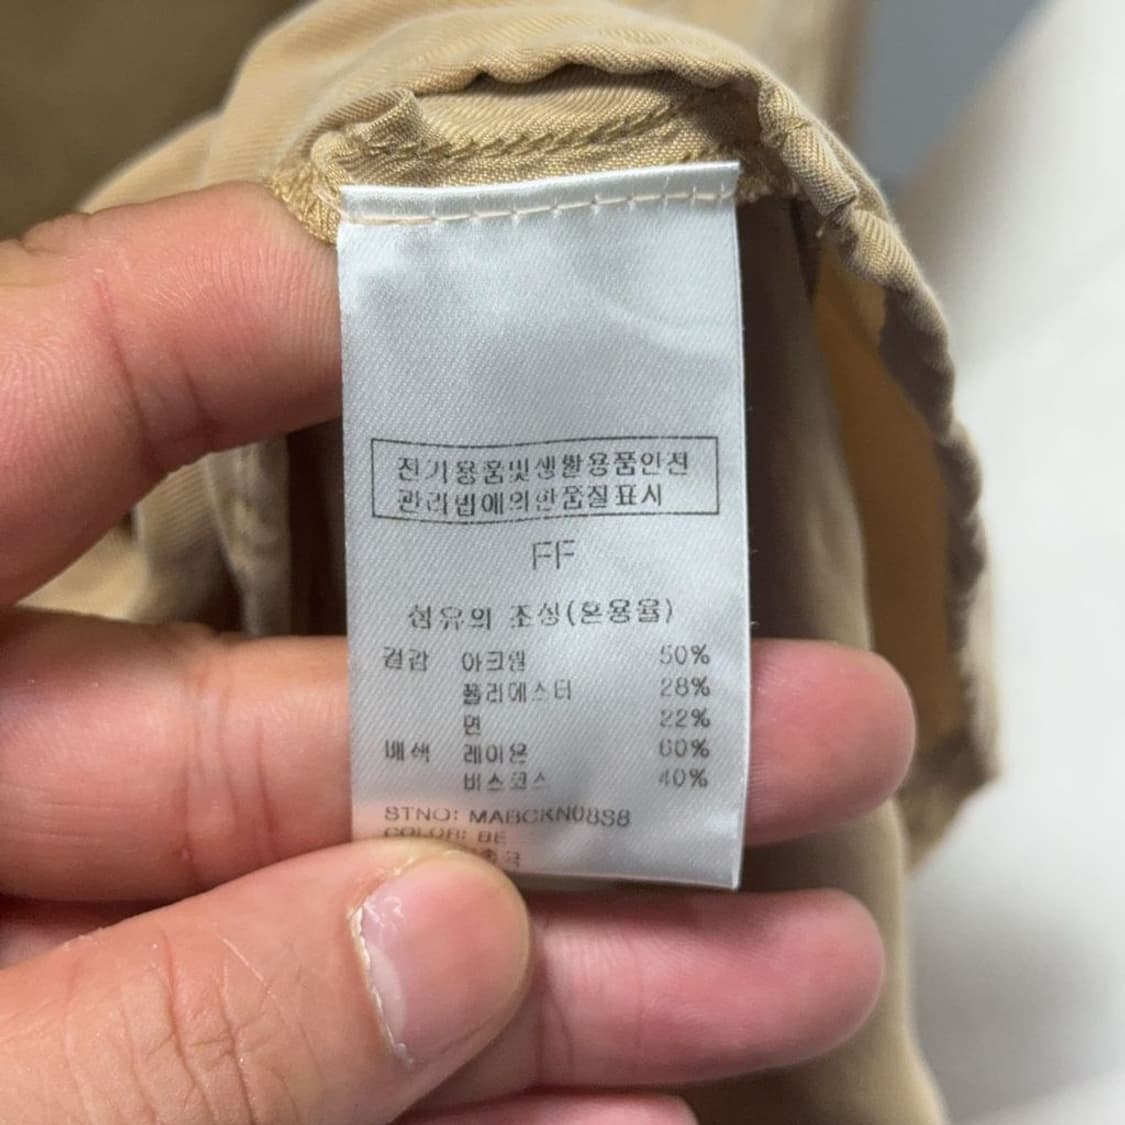 전기용품및생활용품안전
관리법에의한품질표시
FF
섬유의 조성(혼용율)
겉감 아크릴 50%
폴리에스터 28%
면 22%
배색 레이온 60%
비스코스 40%
STNO: MABCKN08S8
COLOR: BE